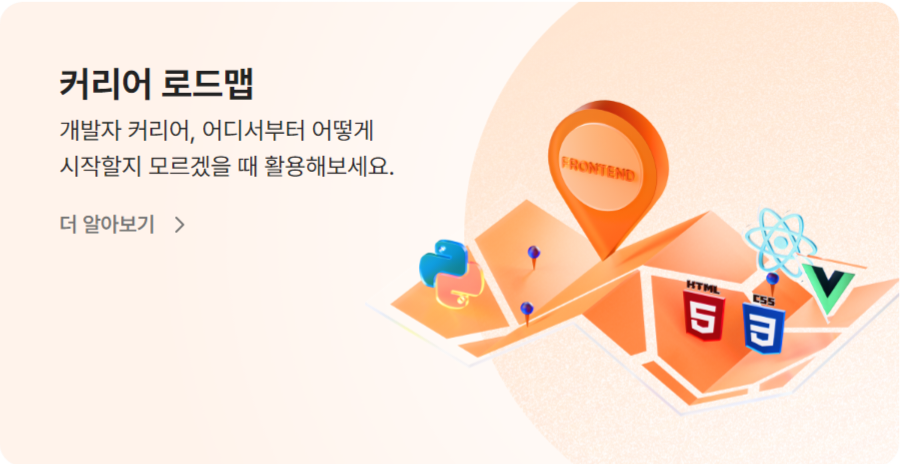 커리어 로드맵
개발자 커리어, 어디서부터 어떻게
시작할지 모르겠을 때 활용해보세요.
더 알아보기
FRONTEND
HTML
5
CSS
3